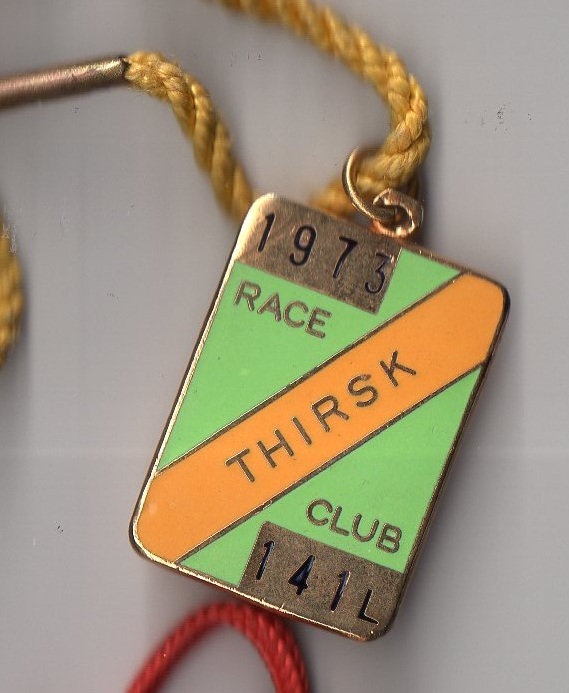 1973
RACE
THIRSK
CLUB
141L